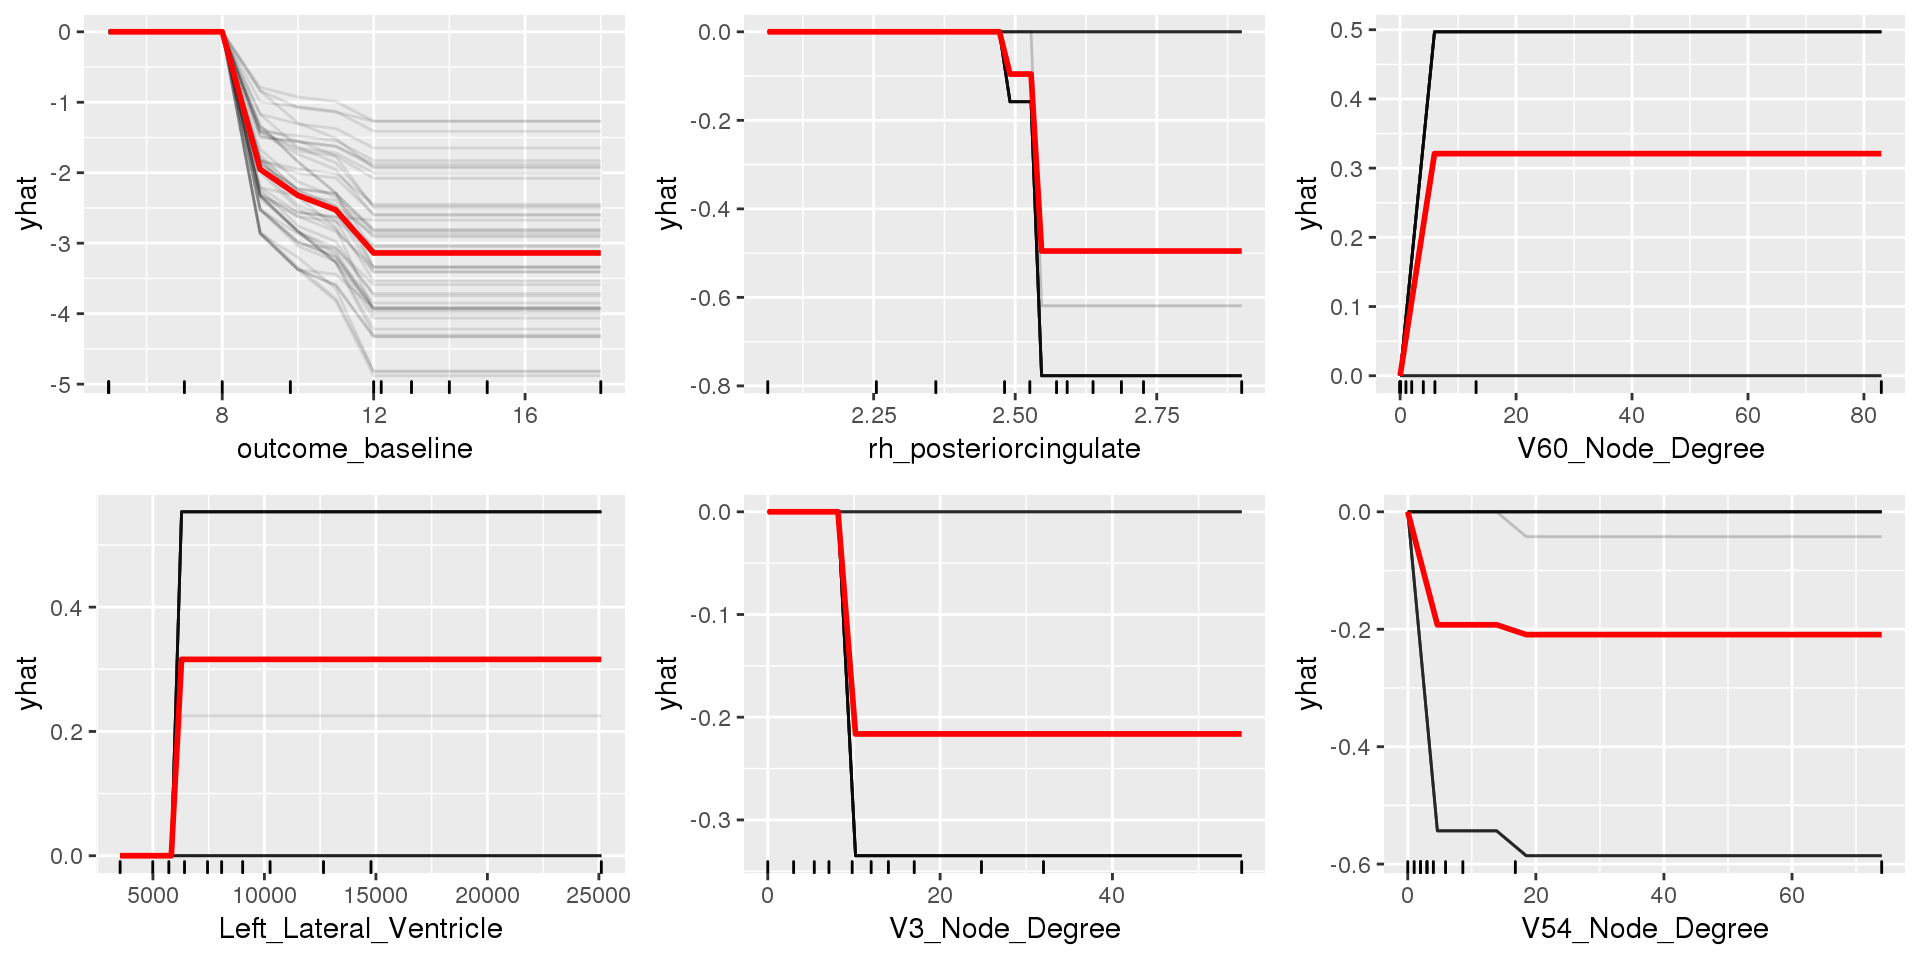 0
-1
-2
-3
-4
-5
yhat
8 12 16
outcome_baseline
0.0
-0.2
-0.4
-0.6
-0.8
yhat
2.25 2.50 2.75
rh_posteriorcingulate
0.5
0.4
0.3
0.2
0.1
0.0
yhat
0 20 40 60 80
V60_Node_Degree
0.4
0.2
0.0
yhat
5000 10000 15000 20000 25000
Left_Lateral_Ventricle
0.0
-0.1
-0.2
-0.3
yhat
0 20 40
V3_Node_Degree
0.0
-0.2
-0.4
-0.6
yhat
0 20 40 60
V54_Node_Degree